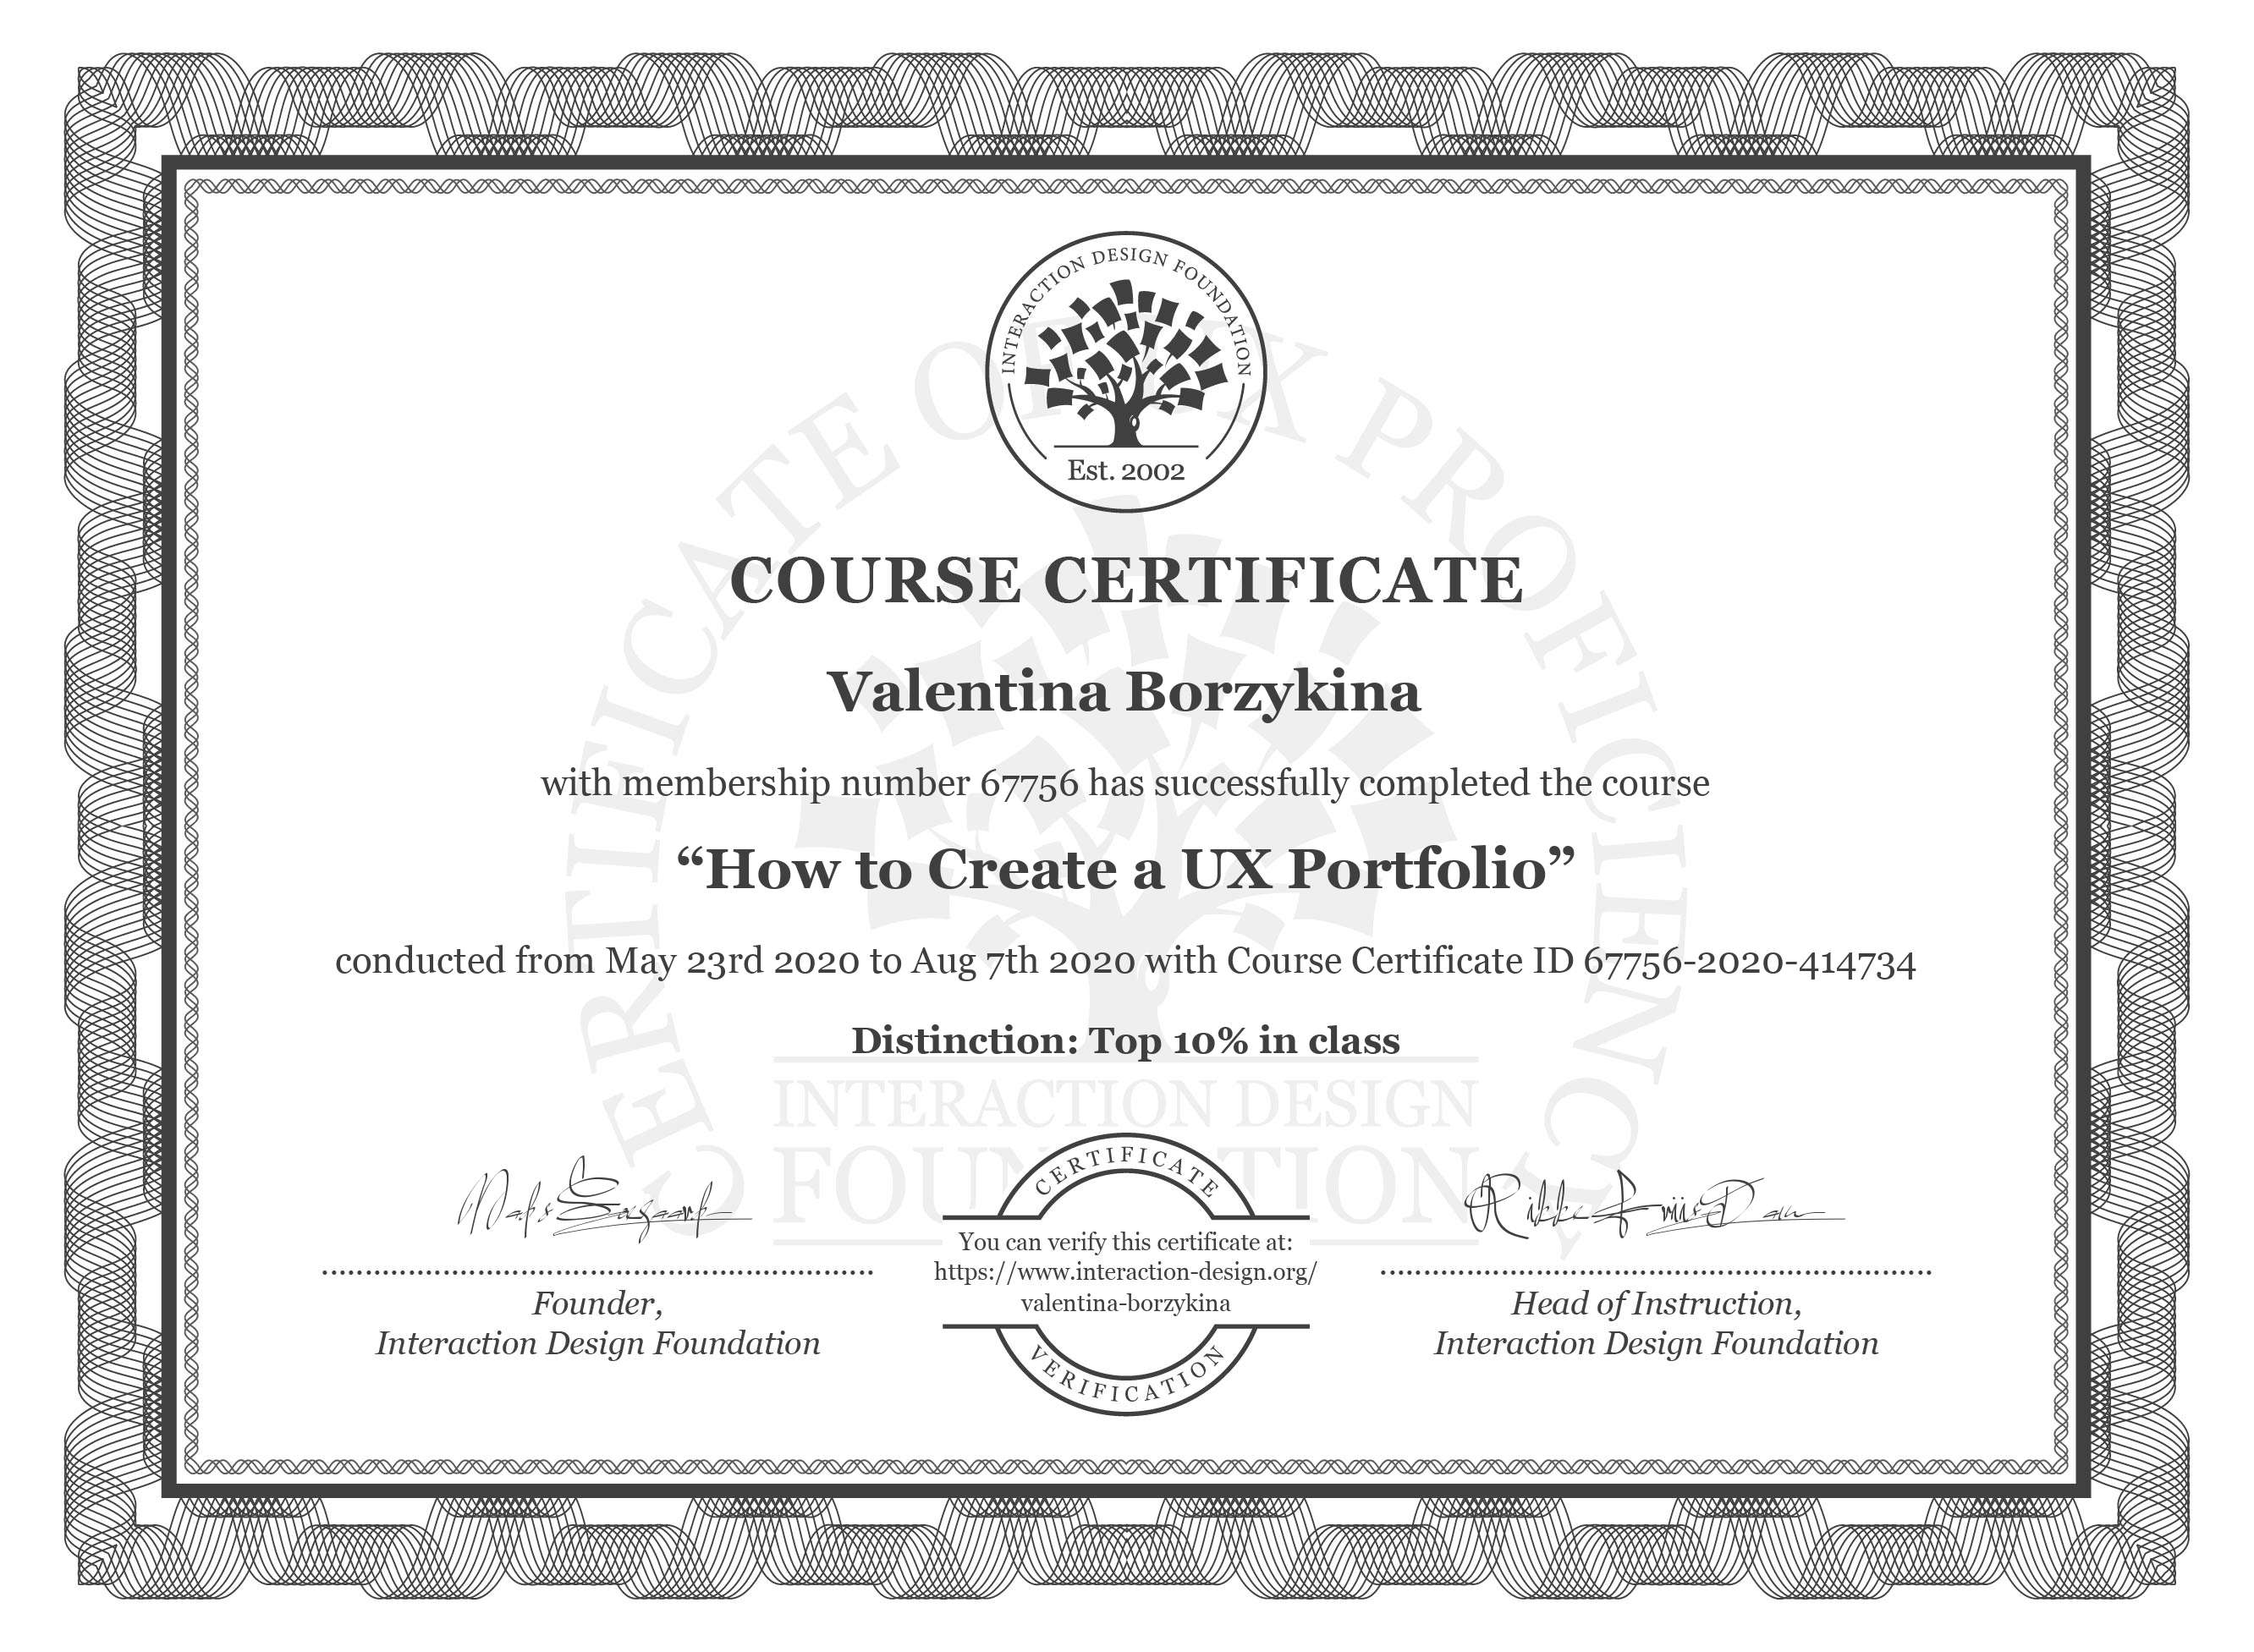 INTERACTION DESIGN FOUNDATION
Est. 2002
CERTIFICATE OF UX PROFICIENCY
COURSE CERTIFICATE
Valentina Borzykina
with membership number 67756 has successfully completed the course
“How to Create a UX Portfolio”
conducted from May 23rd 2020 to Aug 7th 2020 with Course Certificate ID 67756-2020-414734
Distinction: Top 10% in class
INTERACTION DESIGN
FOUNDATION
Founder,
Interaction Design Foundation
CERTIFICATE
You can verify this certificate at:
https://www.interaction-design.org/
valentina-borzykina
VERIFICATION
Head of Instruction,
Interaction Design Foundation